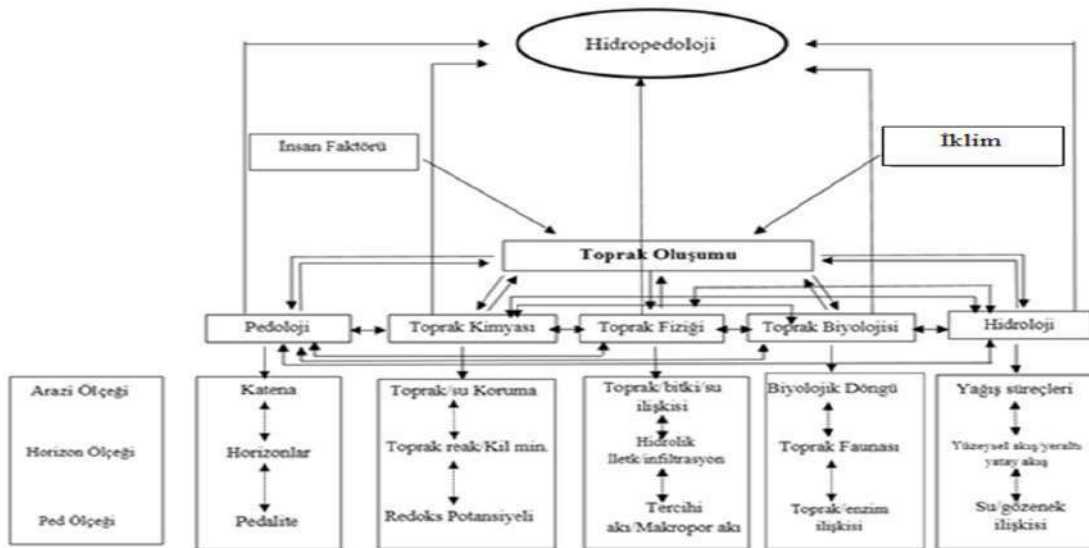 Hidropedoloji
İnsan Faktörü
İklim
Toprak Oluşumu
Pedoloji
Toprak Kimyası
Toprak Fiziği
Toprak Biyolojisi
Hidroloji
Arazi Ölçeği
Katena
Toprak/su Koruma
Toprak/bitki/su
ilişkisi
Biyolojik Döngü
Yağış süreçleri
Horizon Ölçeği
Horizonlar
Toprak reak/Kil min.
Hidrolik
İletk/infiltrasyon
Toprak Faunası
Yüzeysel akış/yeraltı
yatay akış
Ped Ölçeği
Pedalite
Redoks Potansiyeli
Tercihi
akı/Makropor akı
Toprak/enzim
ilişkisi
Su/gözenek
ilişkisi